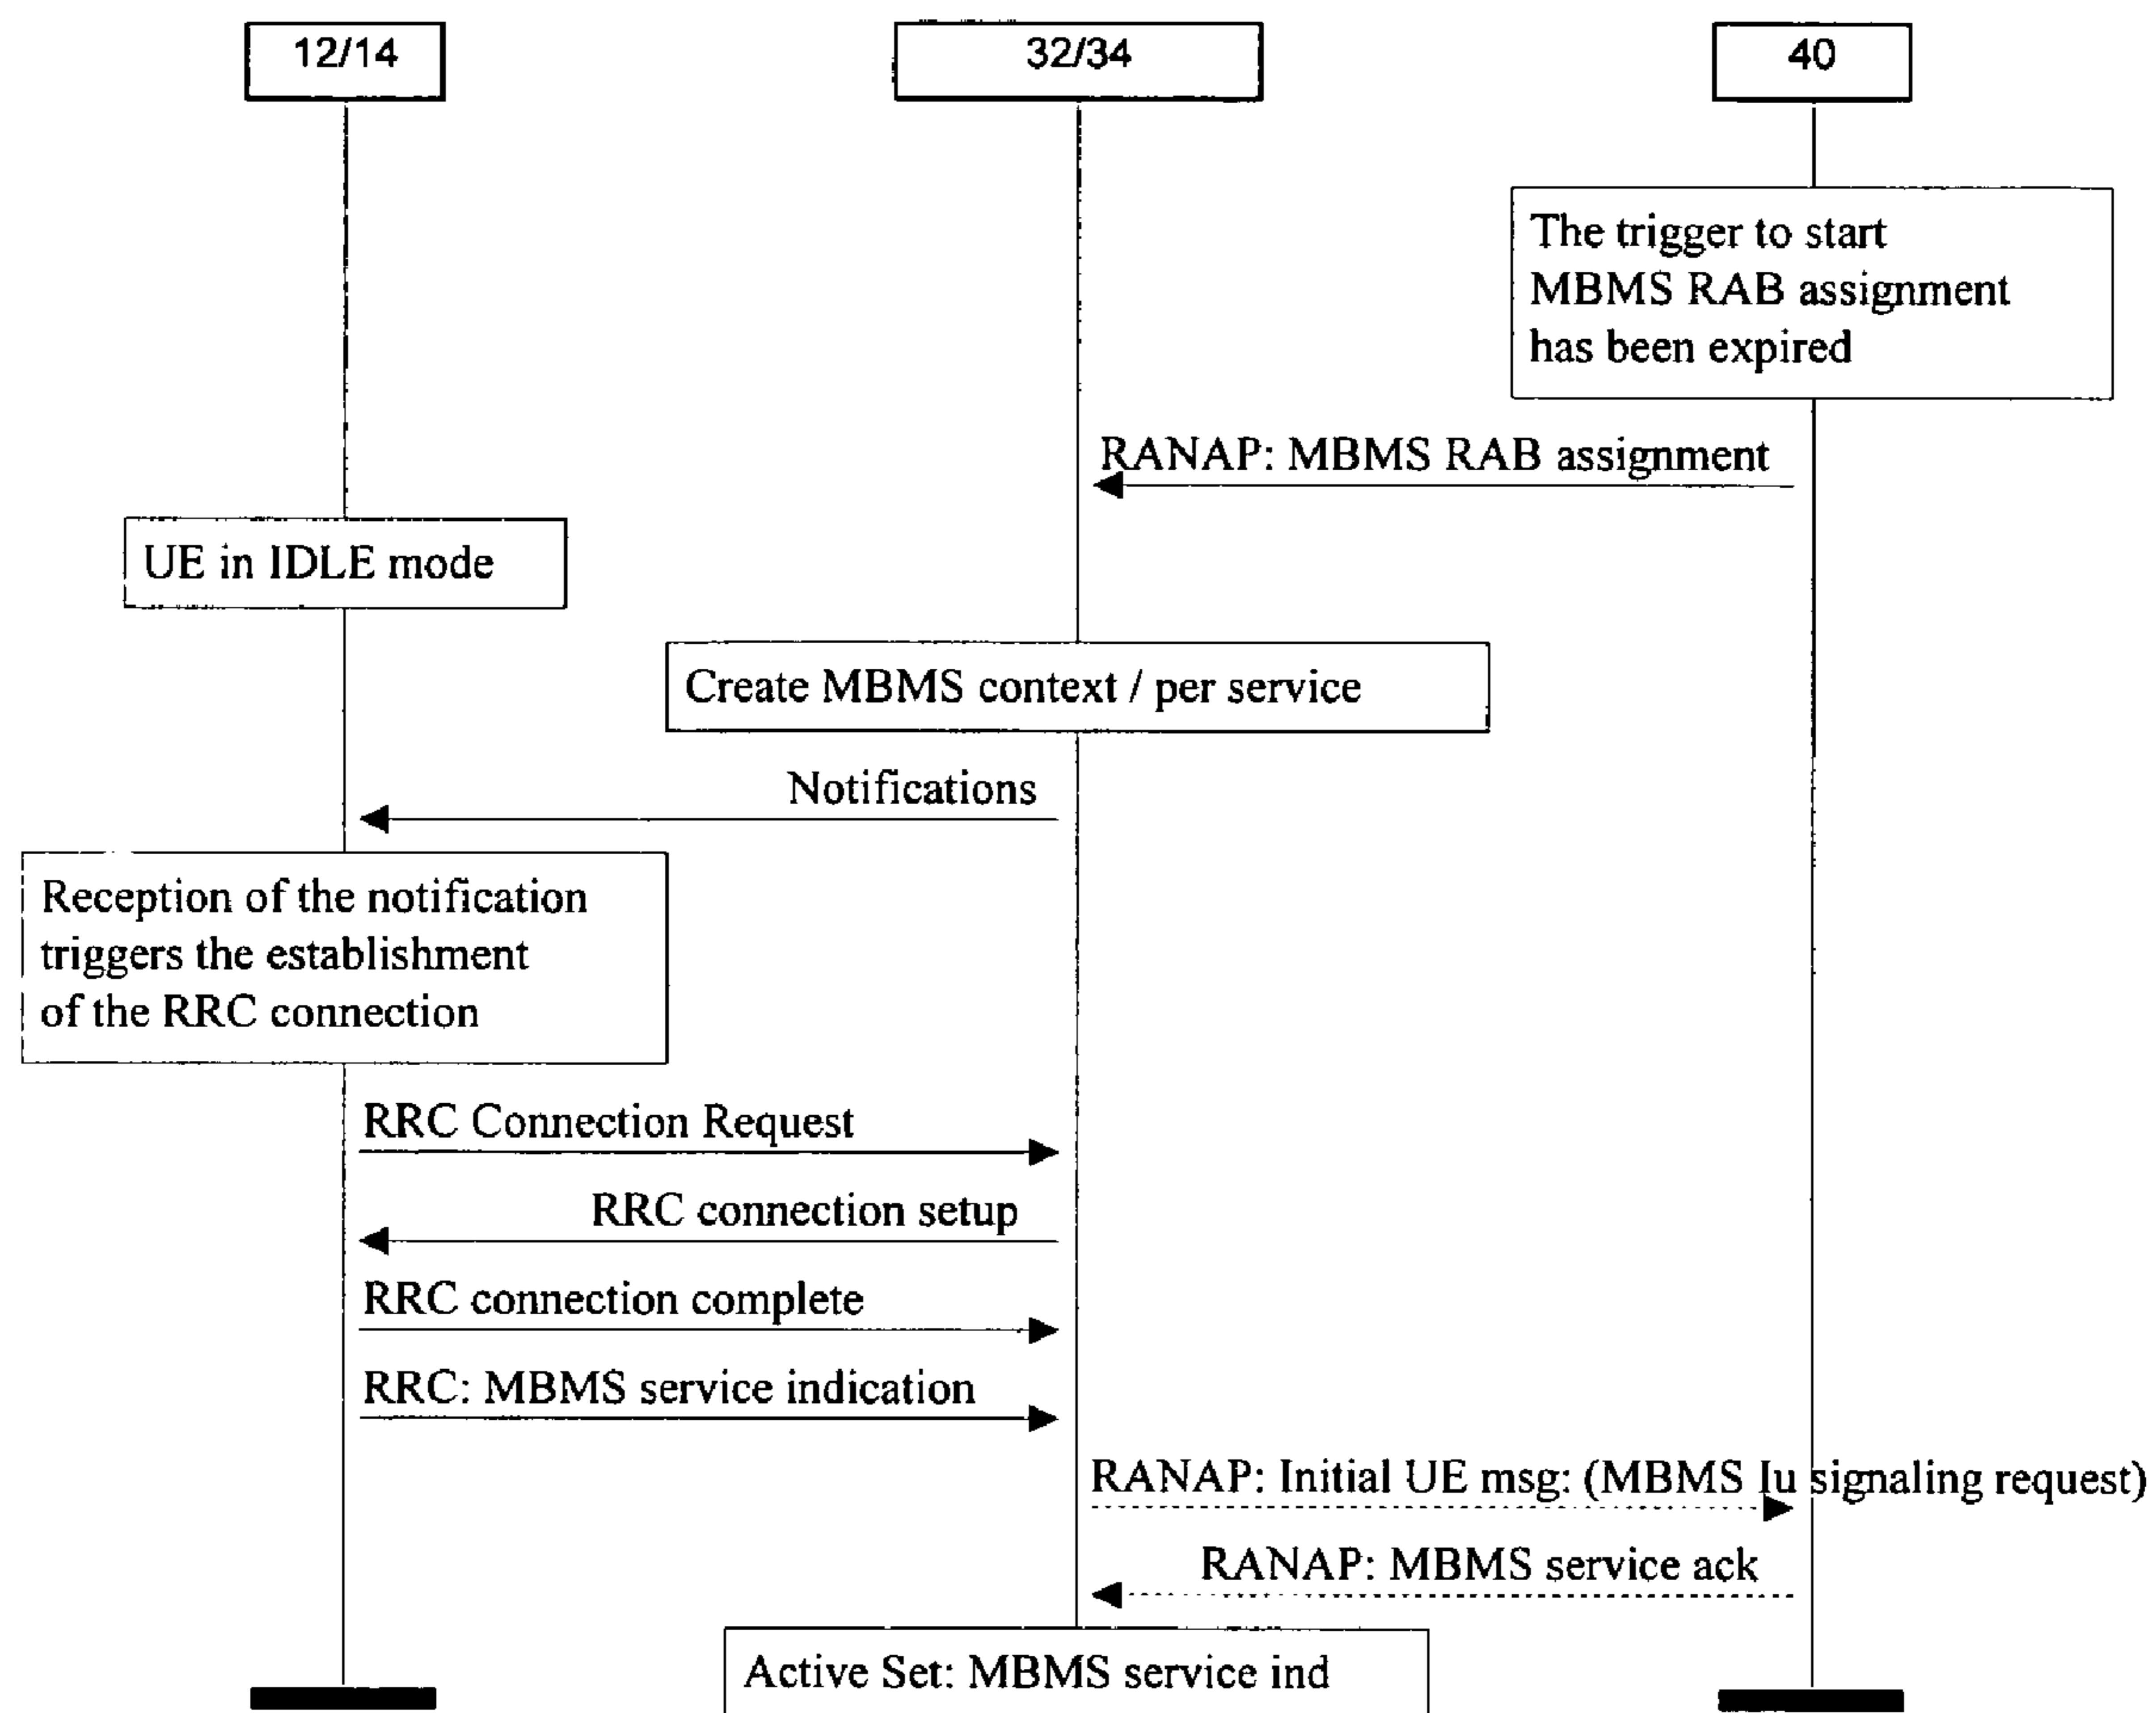 12/14
32/34
40
The trigger to start
MBMS RAB assignment
has been expired
RANAP: MBMS RAB assignment
UE in IDLE mode
Create MBMS context / per service
Notifications
Reception of the notification
triggers the establishment
of the RRC connection
RRC Connection Request
RRC connection setup
RRC connection complete
RRC: MBMS service indication
RANAP: Initial UE msg: (MBMS Iu signaling request)
RANAP: MBMS service ack
Active Set: MBMS service ind